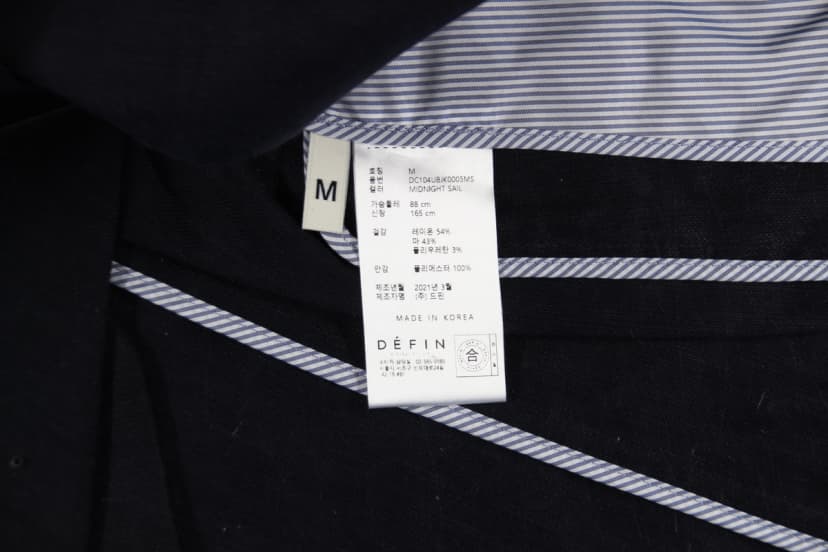 M
호칭 M
품번 DC104UBJK0005MS
컬러 MIDNIGHT SAIL
가슴둘레 88 cm
신장 165 cm
겉감 레이온 54%
마 43%
폴리우레탄 3%
안감 폴리에스터 100%
제조년월 2021년 3월
제조자명 (주) 드핀
MADE IN KOREA
DÉFIN
合